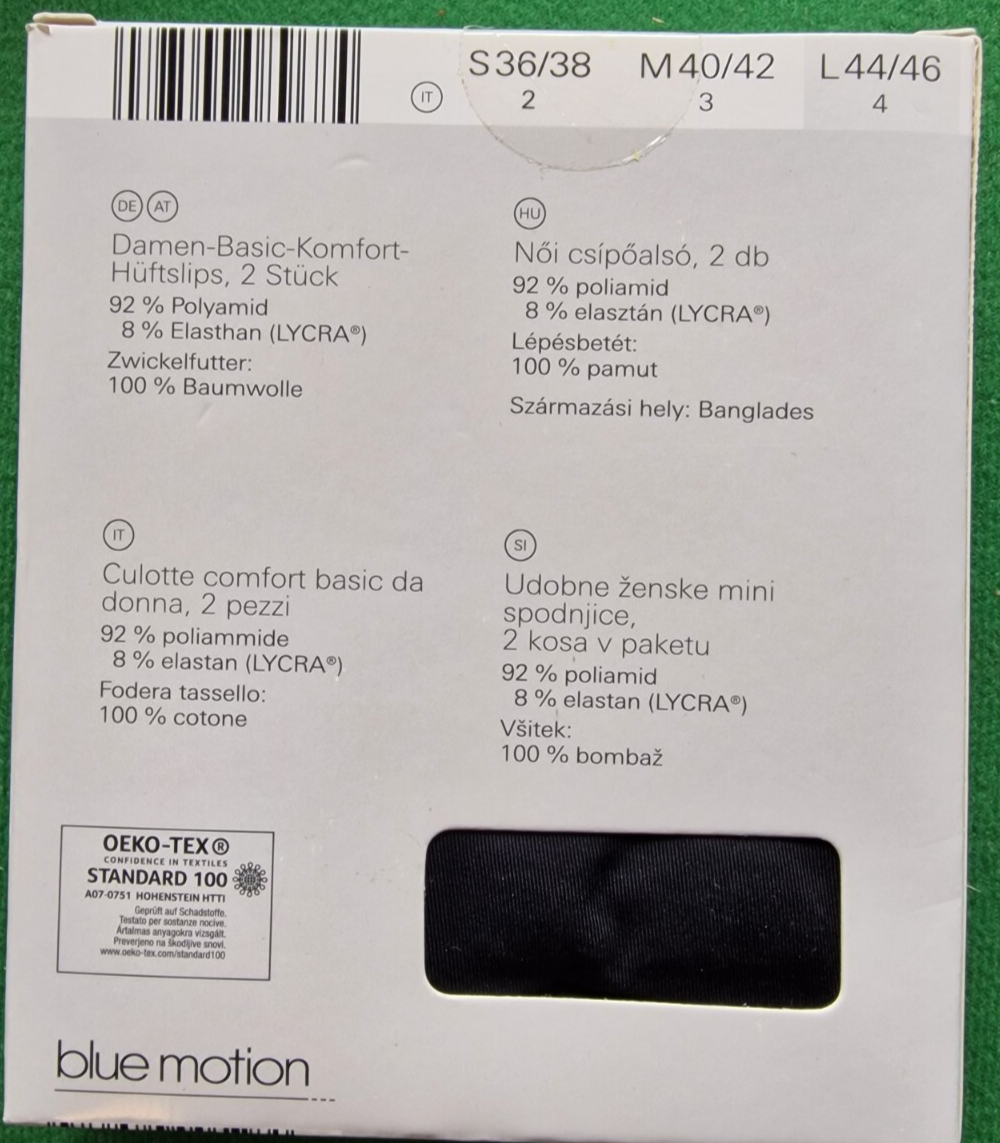 S 36/38 M 40/42 L 44/46
IT 2 3 4
DE AT
Damen-Basic-Komfort-
Hüftslips, 2 Stück
92 % Polyamid
8 % Elasthan (LYCRA®)
Zwickelfutter:
100 % Baumwolle
HU
Női csípőalsó, 2 db
92 % poliamid
8 % elasztán (LYCRA®)
Lépésbetét:
100 % pamut
Származási hely: Banglades
IT
Culotte comfort basic da
donna, 2 pezzi
92 % poliammide
8 % elastan (LYCRA®)
Fodera tassello:
100 % cotone
SI
Udobne ženske mini
spodnjice,
2 kosa v paketu
92 % poliamid
8 % elastan (LYCRA®)
Všitek:
100 % bombaž
OEKO-TEX®
CONFIDENCE IN TEXTILES
STANDARD 100
A07-0751 HOHENSTEIN HTTI
Geprüft auf Schadstoffe.
Testato per sostanze nocive.
Ártalmas anyagokra vizsgált.
Preverjeno na škodljive snovi.
www.oeko-tex.com/standard100
blue motion